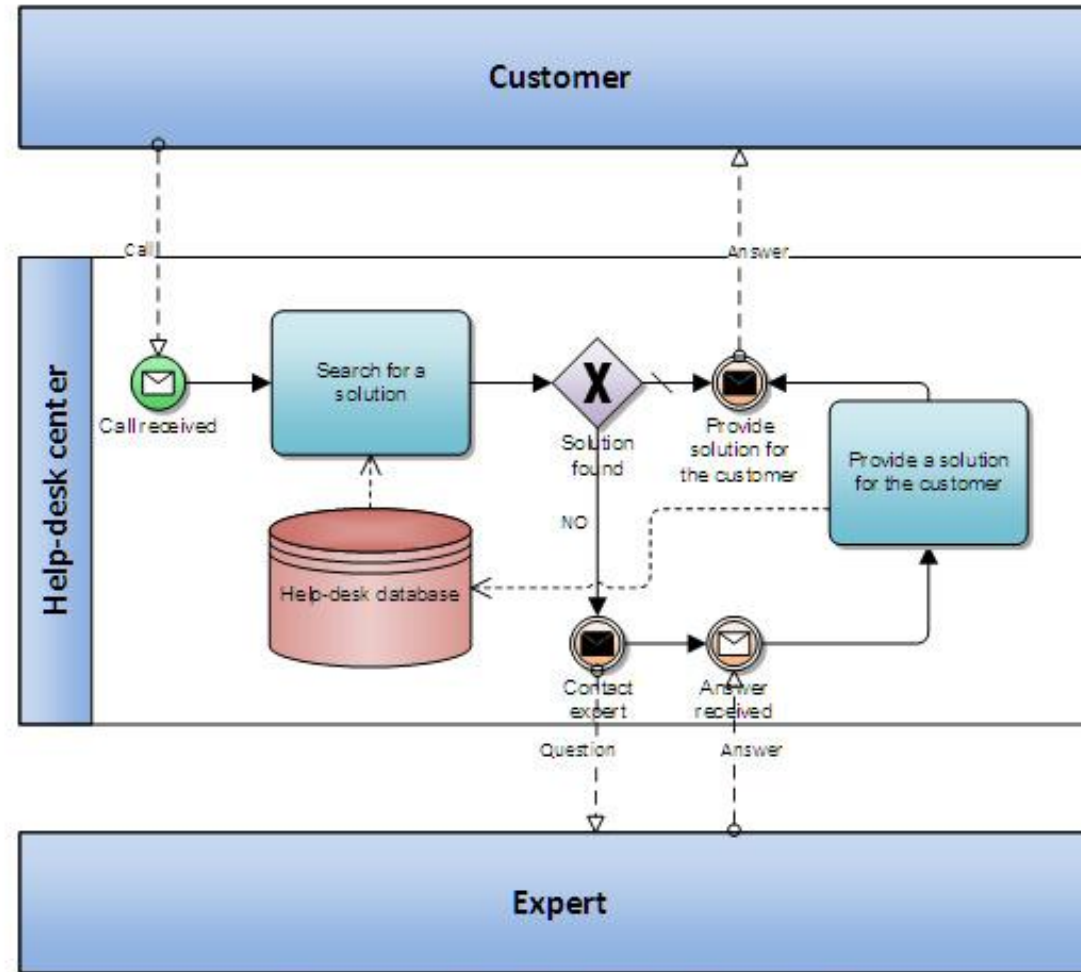 Customer
Call
Answer
Help-desk center
Search for a
solution
Call received
Solution
found
Provide
solution for
the customer
Provide a solution
for the customer
NO
Help-desk database
Contact
expert
Answer
received
Question
Answer
Expert